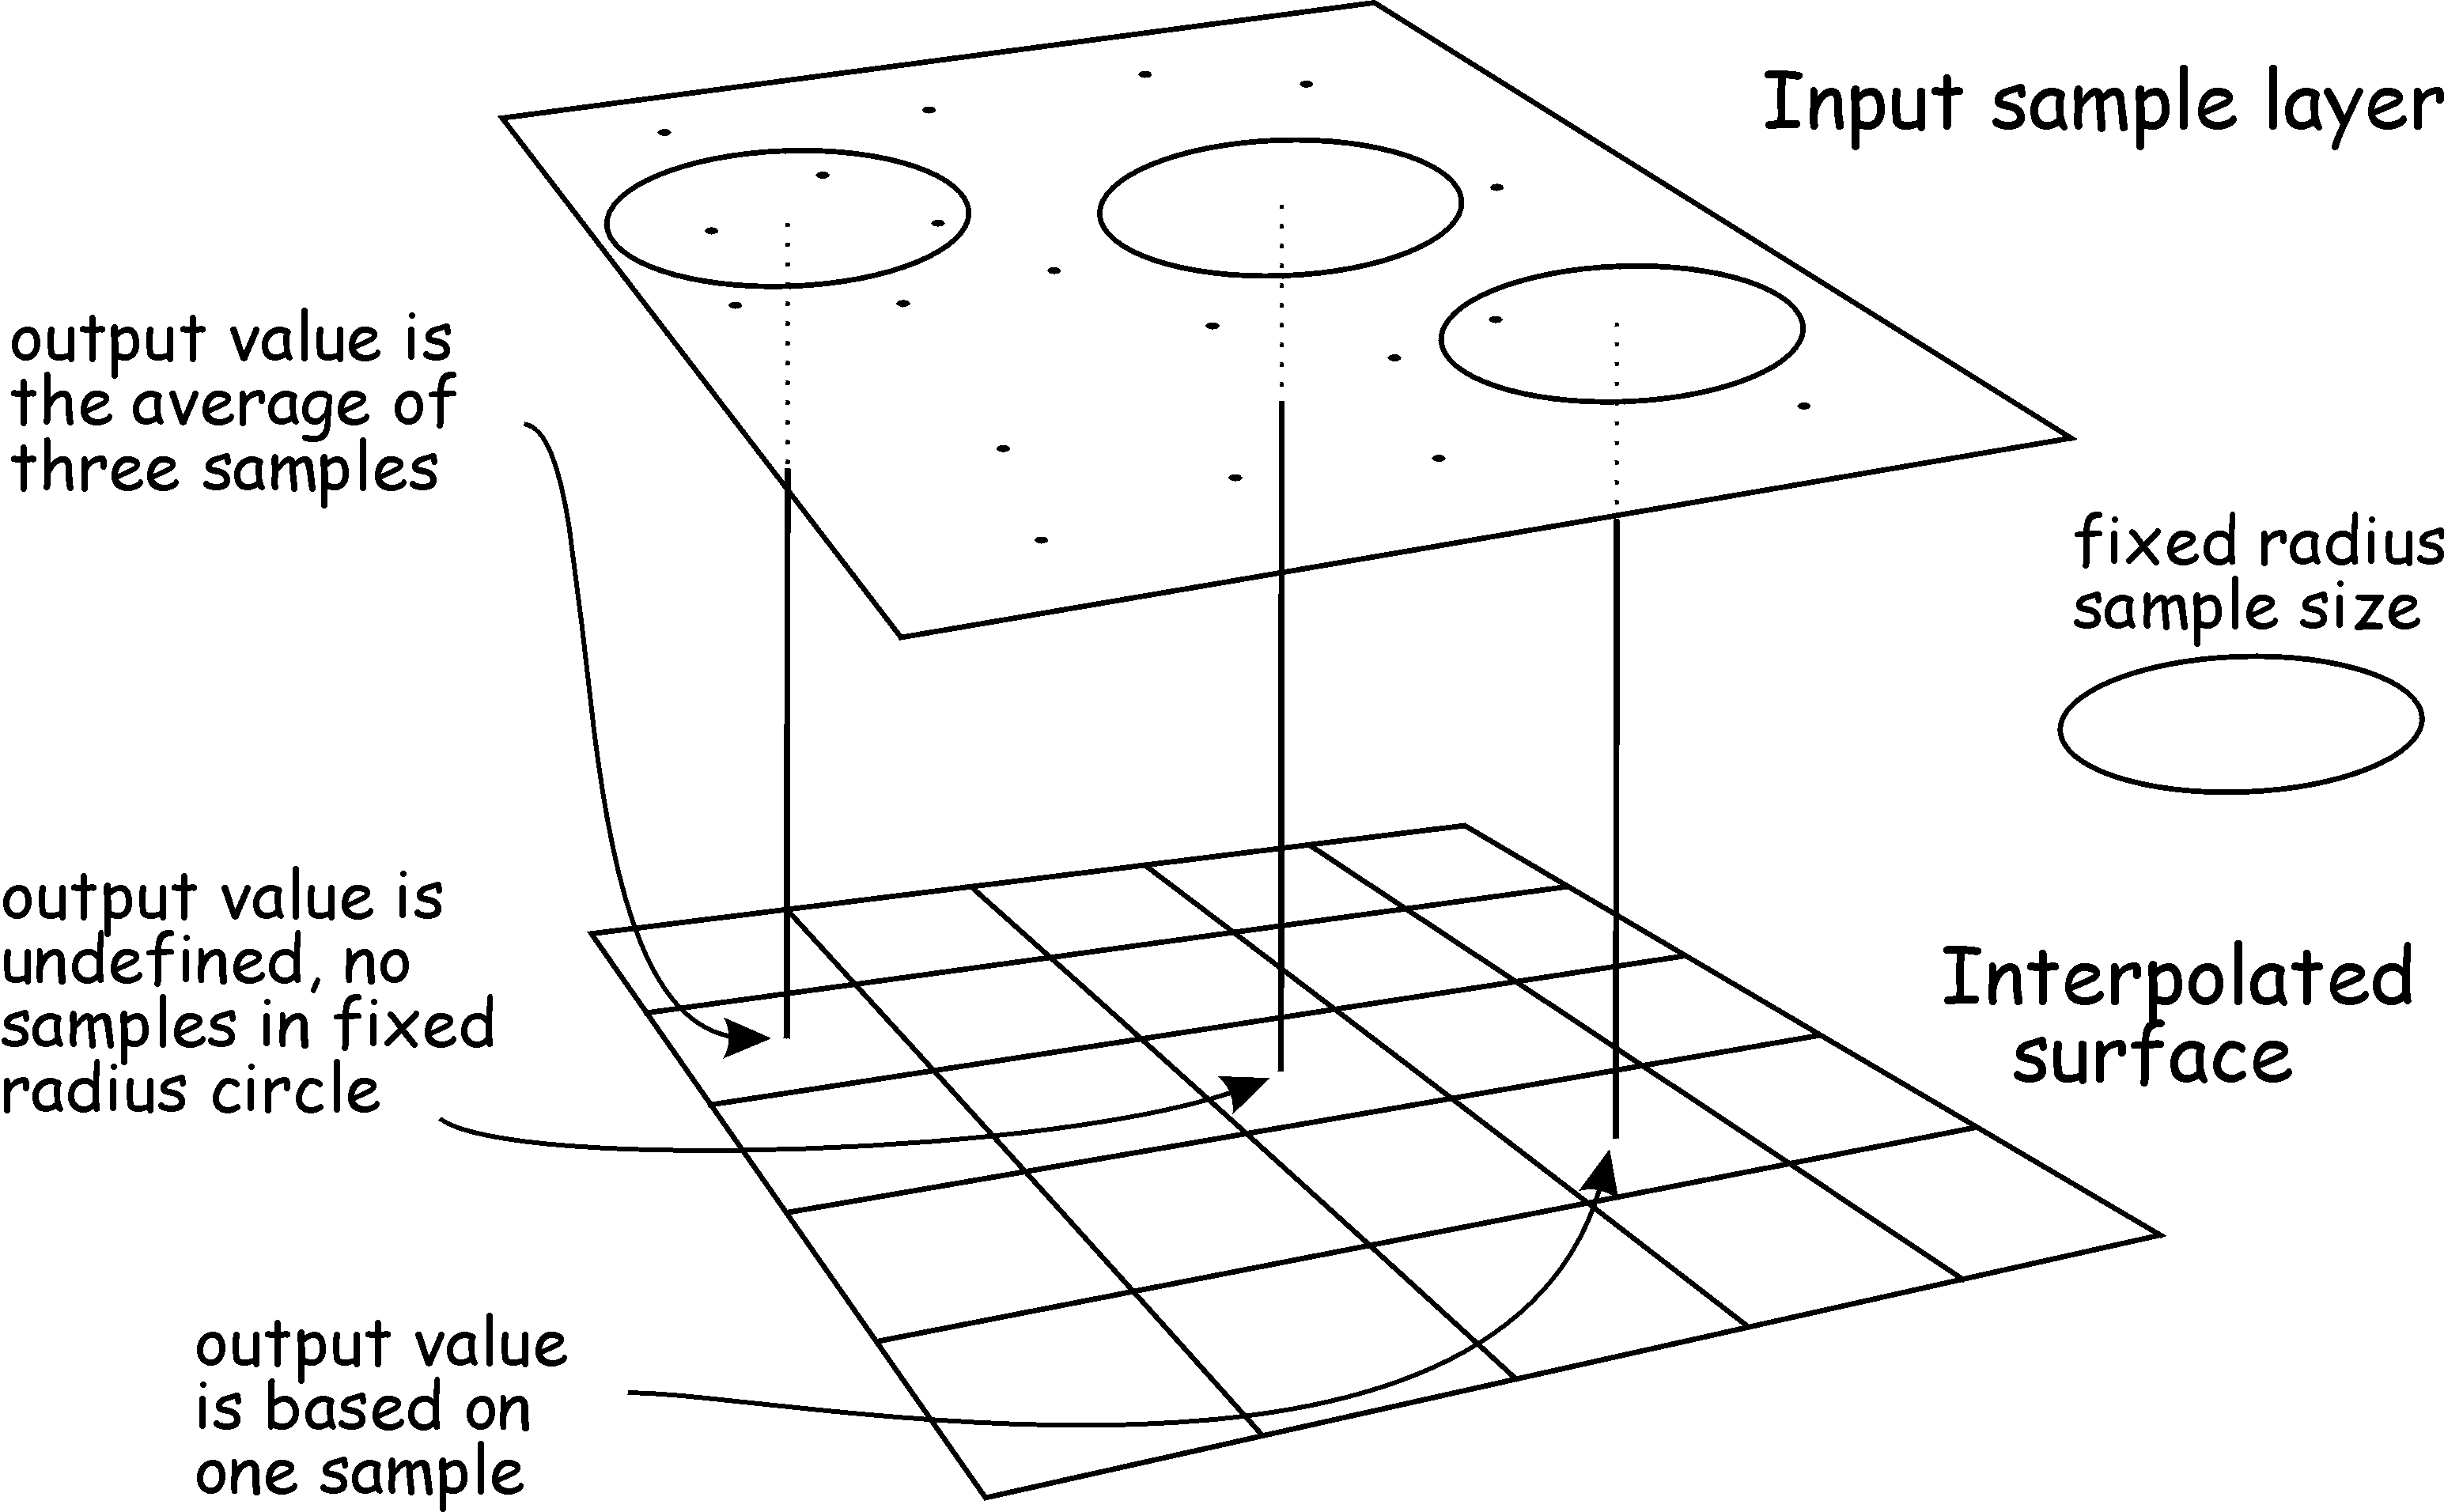 Input sample layer
output value is
the average of
three samples
fixed radius
sample size
output value is
undefined, no
samples in fixed
radius circle
Interpolated
surface
output value
is based on
one sample